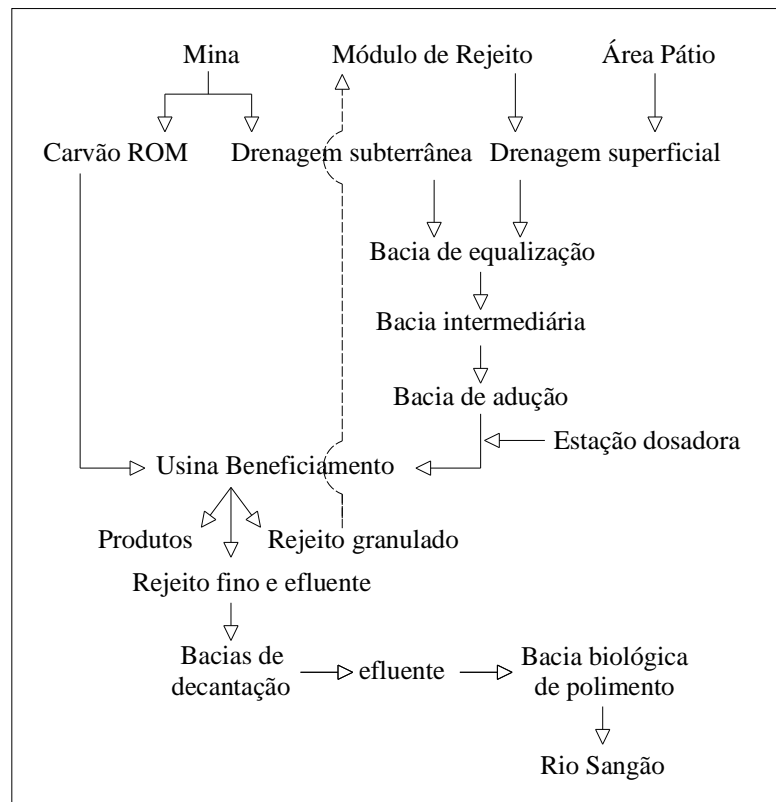 Mina
Módulo de Rejeito
Área Pátio
Carvão ROM
Drenagem subterrânea
Drenagem superficial
Bacia de equalização
Bacia intermediária
Bacia de adução
Estação dosadora
Usina Beneficiamento
Produtos
Rejeito granulado
Rejeito fino e efluente
Bacias de
decantação
efluente
Bacia biológica
de polimento
Rio Sangão